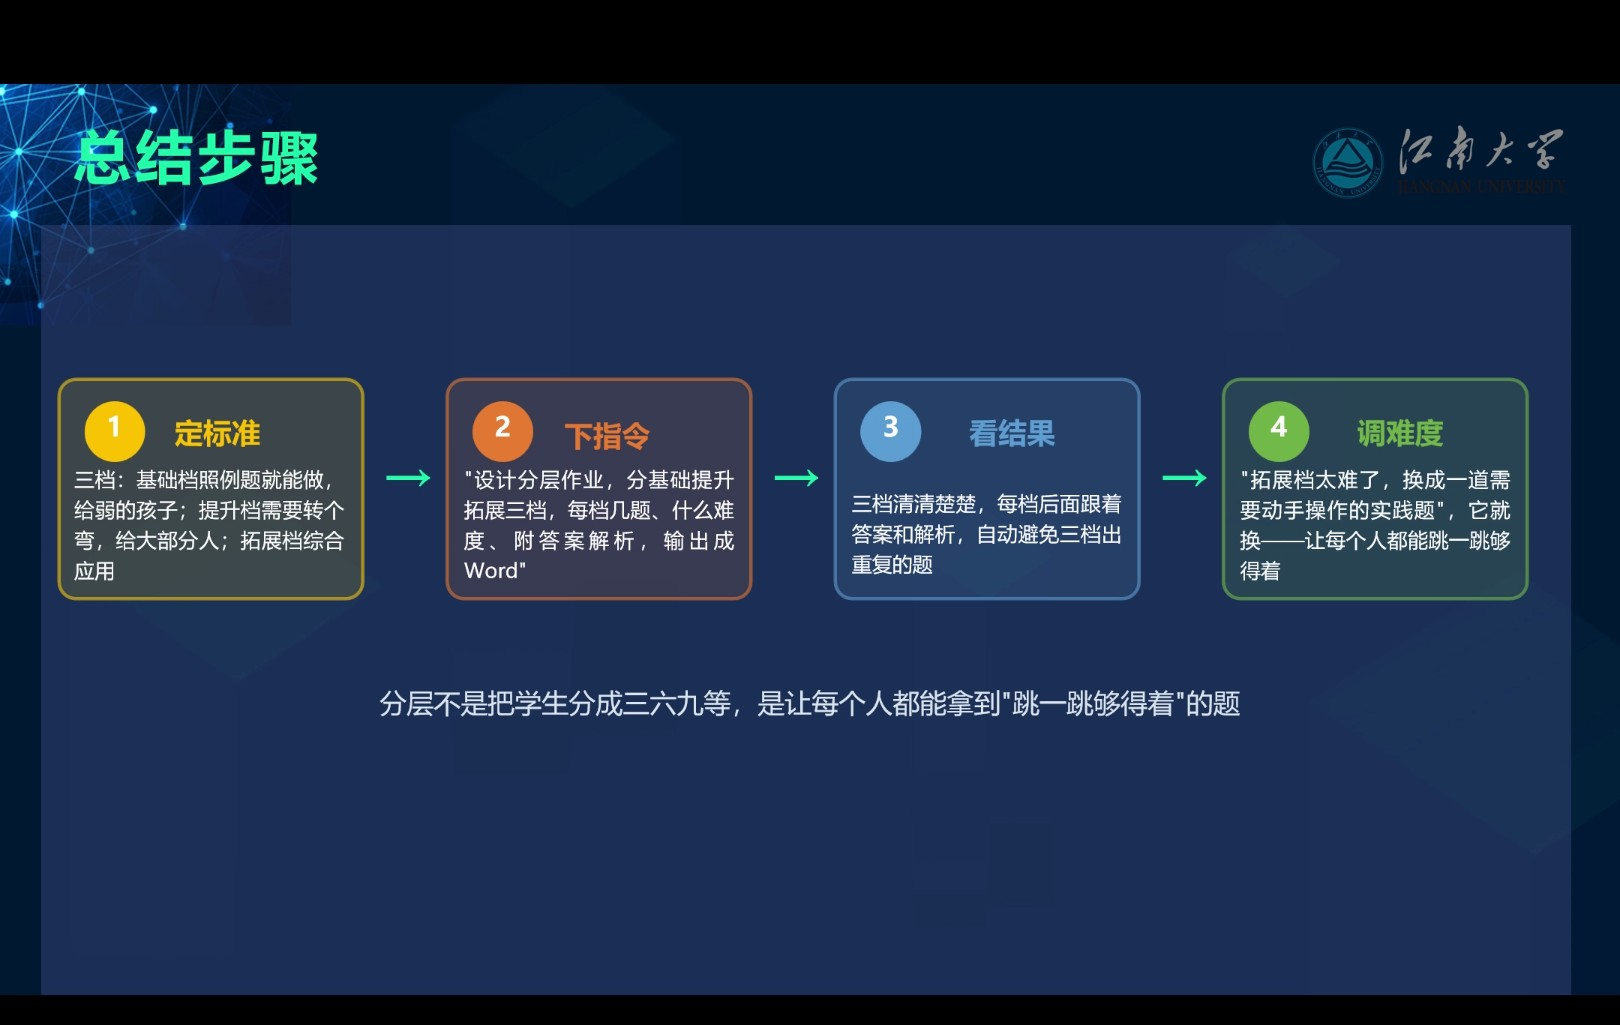 总结步骤
江南大学
JIANGNAN UNIVERSITY
1
定标准
三档：基础档照例题就能做，
给弱的孩子；提升档需要转个
弯，给大部分人；拓展档综合
应用
2
下指令
"设计分层作业，分基础提升
拓展三档，每档几题、什么难
度、附答案解析，输出成
Word"
3
看结果
三档清清楚楚，每档后面跟着
答案和解析，自动避免三档出
重复的题
4
调难度
"拓展档太难了，换成一道需
要动手操作的实践题"，它就
换——让每个人都能跳一跳够
得着
分层不是把学生分成三六九等，是让每个人都能拿到"跳一跳够得着"的题